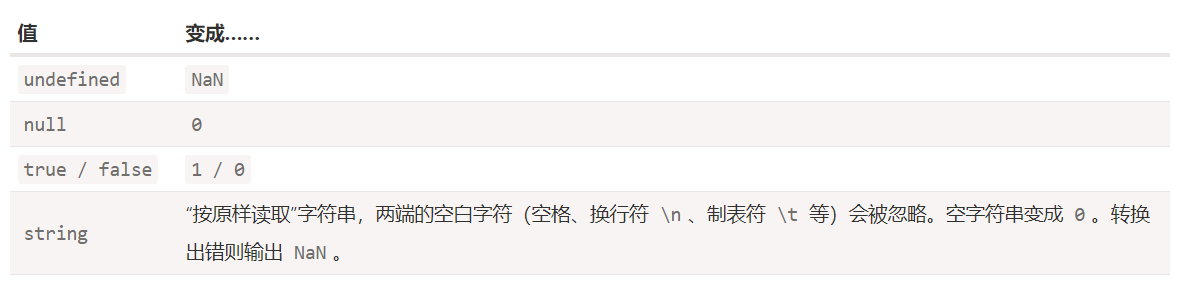 值 变成……
undefined NaN
null 0
true / false 1 / 0
string “按原样读取”字符串，两端的空白字符（空格、换行符 \n 、制表符 \t 等）会被忽略。空字符串变成 0 。转换
出错则输出 NaN 。